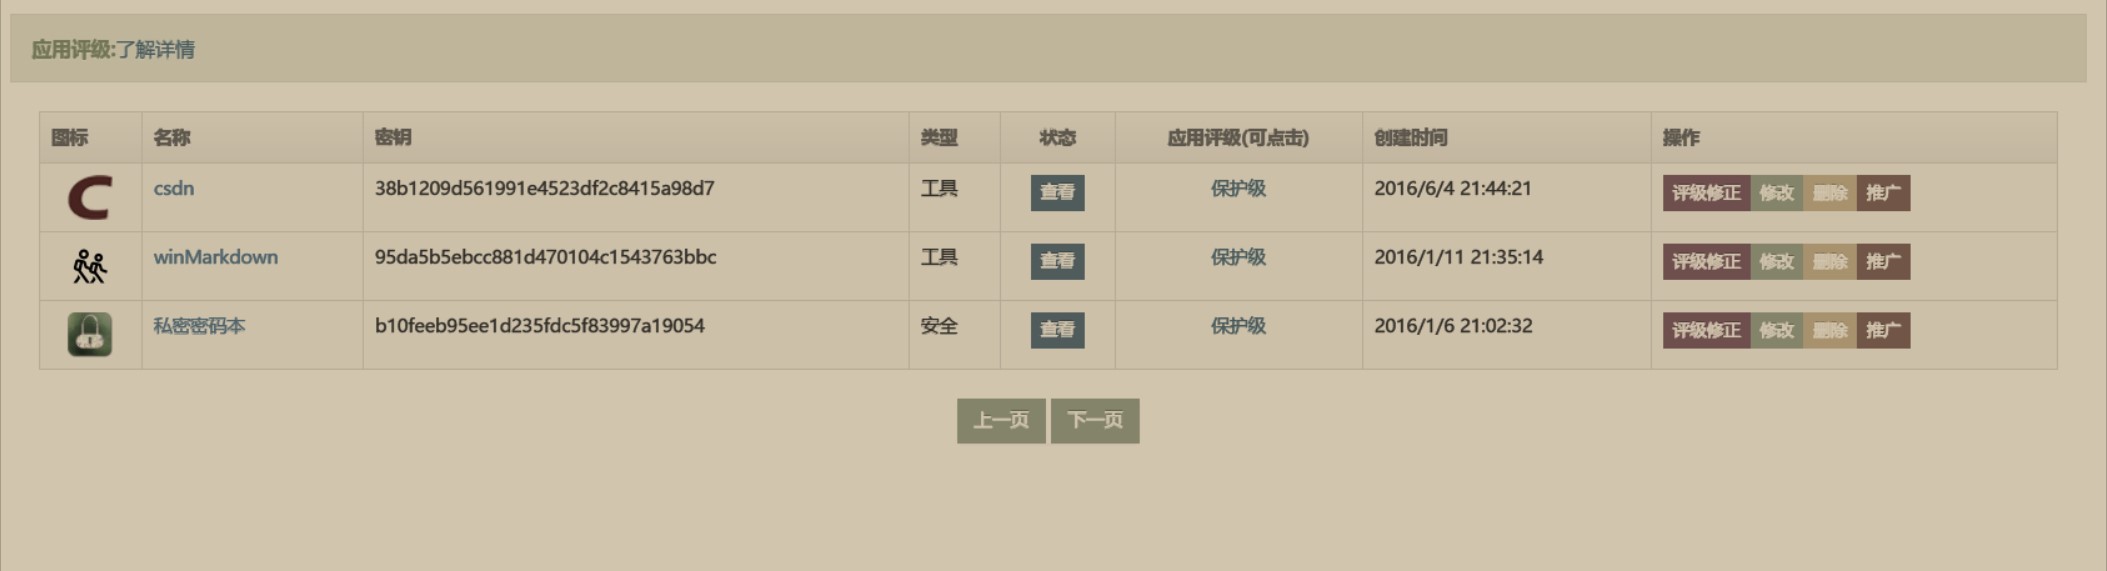 应用评级:了解详情
图标 名称 密钥 类型 状态 应用评级(可点击) 创建时间 操作
C csdn 38b1209d561991e4523df2c8415a98d7 工具 查看 保护级 2016/6/4 21:44:21 评级修正 修改 删除 推广
winMarkdown 95da5b5ebcc881d470104c1543763bbc 工具 查看 保护级 2016/1/11 21:35:14 评级修正 修改 删除 推广
私密密码本 b10feeb95ee1d235fdc5f83997a19054 安全 查看 保护级 2016/1/6 21:02:32 评级修正 修改 删除 推广
上一页 下一页